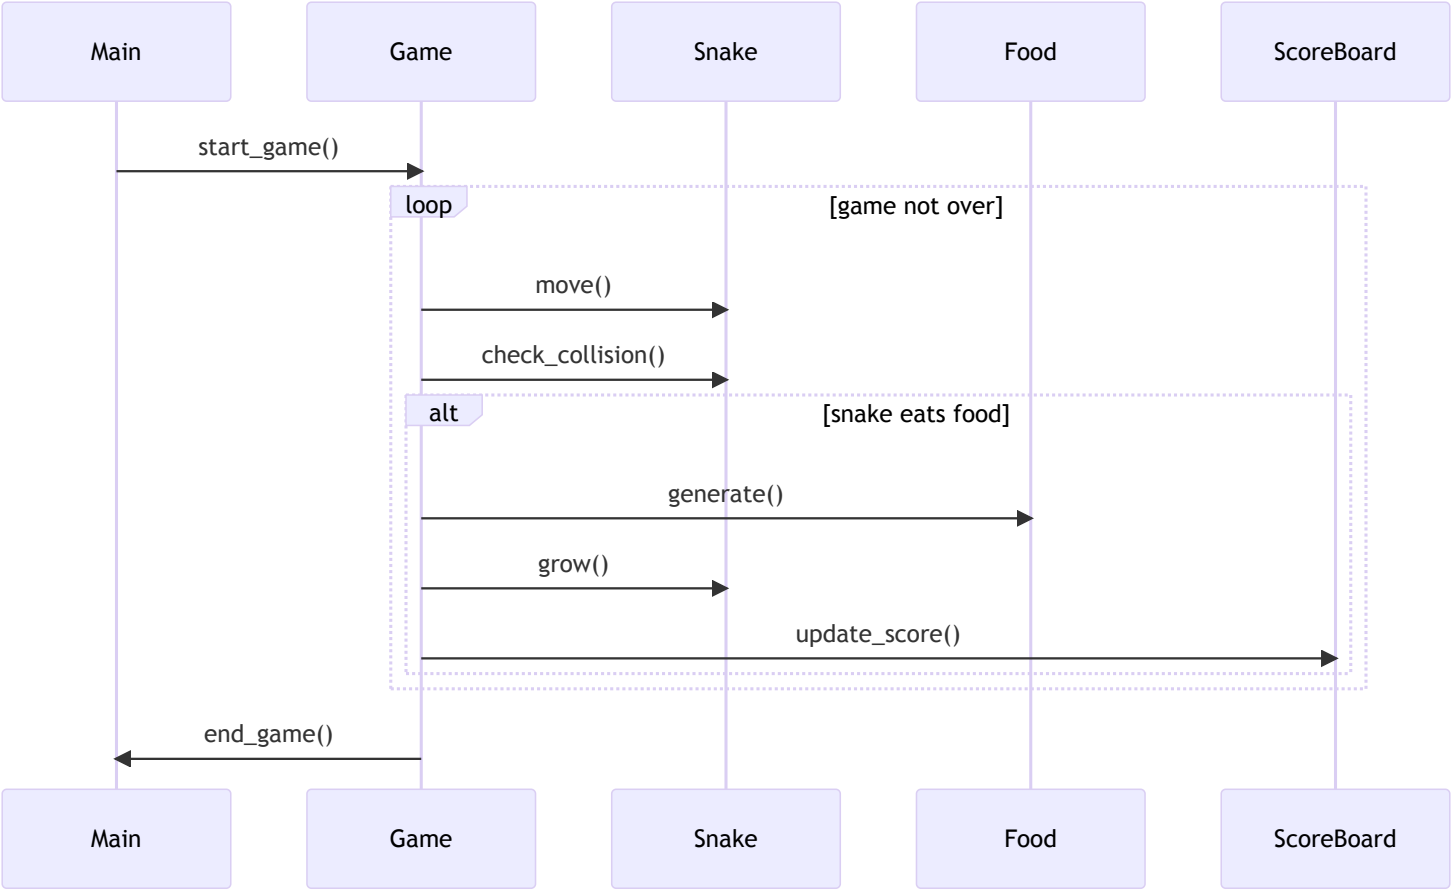 Main
Game
Snake
Food
ScoreBoard
start_game()
loop
[game not over]
move()
check_collision()
alt
[snake eats food]
generate()
grow()
update_score()
end_game()
Main
Game
Snake
Food
ScoreBoard